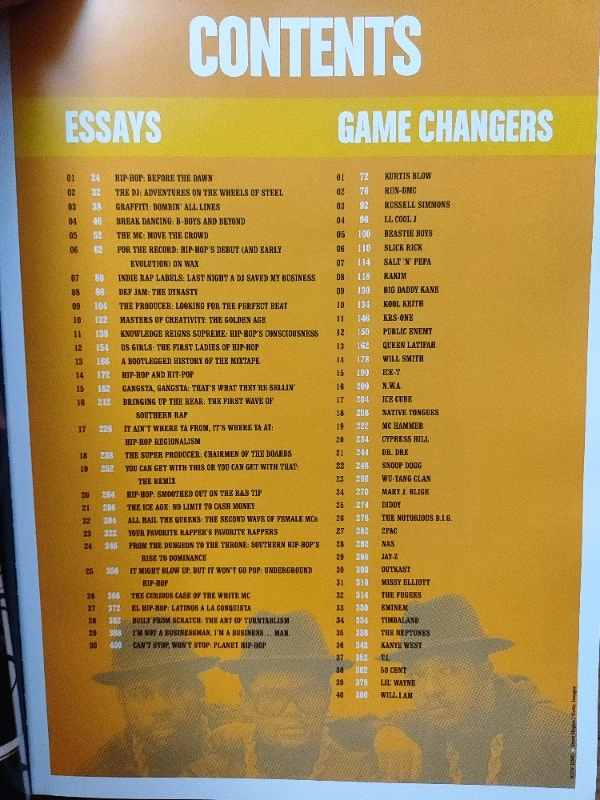 CONTENTS
ESSAYS
01 24 HIP-HOP: BEFORE THE DAWN
02 32 THE DJ: ADVENTURES ON THE WHEELS OF STEEL
03 38 GRAFFITI: BOMBIN' ALL LINES
04 46 BREAK DANCING: B-BOYS AND BEYOND
05 52 THE MC: MOVE THE CROWD
06 62 FOR THE RECORD: HIP-HOP'S DEBUT (AND EARLY
EVOLUTION) ON WAX
07 80 INDIE RAP LABELS: LAST NIGHT A DJ SAVED MY BUSINESS
08 86 DEF JAM: THE DYNASTY
09 104 THE PRODUCER: LOOKING FOR THE PERFECT BEAT
10 122 MASTERS OF CREATIVITY: THE GOLDEN AGE
11 138 KNOWLEDGE REIGNS SUPREME: HIP-HOP'S CONSCIOUSNESS
12 154 US GIRLS: THE FIRST LADIES OF HIP-HOP
13 166 A BOOTLEGGED HISTORY OF THE MIXTAPE
14 172 HIP-HOP AND HIT-POP
15 182 GANGSTA, GANGSTA: THAT'S WHAT THEY'RE SELLIN'
16 212 BRINGING UP THE REAR: THE FIRST WAVE OF
SOUTHERN RAP
17 226 IT AIN'T WHERE YA FROM, IT'S WHERE YA AT:
HIP-HOP REGIONALISM
18 238 THE SUPER PRODUCER: CHAIRMEN OF THE BOARDS
19 252 YOU CAN GET WITH THIS OR YOU CAN GET WITH THAT:
THE REMIX
20 264 HIP-HOP: SMOOTHED OUT ON THE R&B TIP
21 286 THE ICE AGE: NO LIMIT TO CASH MONEY
22 304 ALL HAIL THE QUEENS: THE SECOND WAVE OF FEMALE MCs
23 322 YOUR FAVORITE RAPPER'S FAVORITE RAPPERS
24 346 FROM THE DUNGEON TO THE THRONE: SOUTHERN HIP-HOP'S
RISE TO DOMINANCE
25 356 IT MIGHT BLOW UP, BUT IT WON'T GO POP: UNDERGROUND
HIP-HOP
26 366 THE CURIOUS CASE OF THE WHITE MC
27 372 EL HIP-HOP: LATINOS A LA CONQUISTA
28 382 BUILT FROM SCRATCH: THE ART OF TURNTABLISM
29 388 I'M NOT A BUSINESSMAN. I'M A BUSINESS ... MAN.
30 400 CAN'T STOP, WON'T STOP: PLANET HIP-HOP
GAME CHANGERS
01 72 KURTIS BLOW
02 76 RUN-DMC
03 92 RUSSELL SIMMONS
04 96 LL COOL J
05 100 BEASTIE BOYS
06 110 SLICK RICK
07 114 SALT 'N' PEPA
08 118 RAKIM
09 130 BIG DADDY KANE
10 134 KOOL KEITH
11 146 KRS-ONE
12 150 PUBLIC ENEMY
13 162 QUEEN LATIFAH
14 178 WILL SMITH
15 190 ICE-T
16 200 N.W.A.
17 204 ICE CUBE
18 208 NATIVE TONGUES
19 222 MC HAMMER
20 234 CYPRESS HILL
21 244 DR. DRE
22 248 SNOOP DOGG
23 260 WU-TANG CLAN
24 270 MARY J. BLIGE
25 274 DIDDY
26 278 THE NOTORIOUS B.I.G.
27 282 2PAC
28 292 NAS
29 296 JAY-Z
30 300 OUTKAST
31 310 MISSY ELLIOTT
32 314 THE FUGEES
33 330 EMINEM
34 334 TIMBALAND
35 338 THE NEPTUNES
36 342 KANYE WEST
37 352 T.I.
38 362 50 CENT
39 378 LIL' WAYNE
40 396 WILL.I.AM